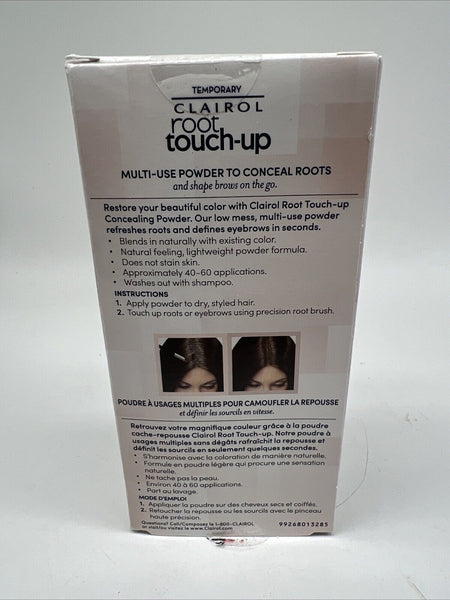 TEMPORARY
CLAIROL
root
touch-up
MULTI-USE POWDER TO CONCEAL ROOTS
and shape brows on the go.
Restore your beautiful color with Clairol Root Touch-up
Concealing Powder. Our low mess, multi-use powder
refreshes roots and defines eyebrows in seconds.
• Blends in naturally with existing color.
• Natural feeling, lightweight powder formula.
• Does not stain skin.
• Approximately 40-60 applications.
• Washes out with shampoo.
INSTRUCTIONS
1. Apply powder to dry, styled hair.
2. Touch up roots or eyebrows using precision root brush.
POUDRE À USAGES MULTIPLES POUR CAMOUFLER LA REPOUSSE
et définir les sourcils en vitesse.
Retrouvez votre magnifique couleur grâce à la poudre
cache-repousse Clairol Root Touch-up. Notre poudre à
usages multiples sans dégâts rafraîchit la repousse et
définit les sourcils en seulement quelques secondes.
• S'harmonise avec la coloration de manière naturelle.
• Formule en poudre léger qui procure une sensation
naturelle.
• Ne tache pas la peau.
• Environ 40 à 60 applications.
• Part au lavage.
MODE D'EMPLOI
1. Appliquer la poudre sur des cheveux secs et coiffés.
2. Retoucher la repousse ou les sourcils avec le pinceau
haute précision.
Questions? Call/Composez le 1-800-CLAIROL
or visit/ou visitez le www.Clairol.com
99268013285